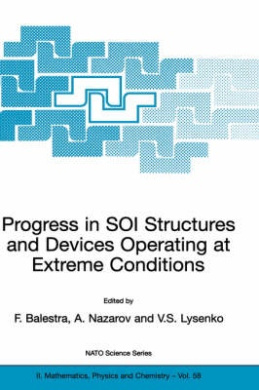 Progress in SOI Structures
and Devices Operating at
Extreme Conditions
Edited by
F. Balestra, A. Nazarov and V.S. Lysenko
NATO Science Series
II. Mathematics, Physics and Chemistry – Vol. 58